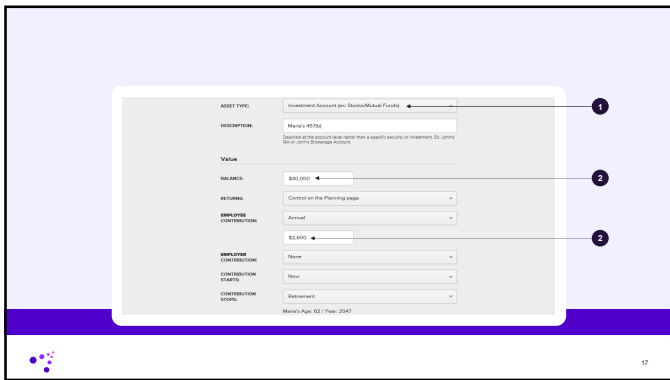 ASSET TYPE: Investment Account (ex: Stocks/Mutual Funds) 1
DESCRIPTION: Maria's 457(b)
Describe at the account level rather than a specific security or investment. Ex: John's
IRA or John's Brokerage Account.
Value
BALANCE: $40,000 2
RETURNS: Control on the Planning page
EMPLOYEE
CONTRIBUTION: Annual
$2,600 2
EMPLOYER
CONTRIBUTION: None
CONTRIBUTION
STARTS: Now
CONTRIBUTION
STOPS: Retirement
Maria's Age: 62 / Year: 2047
17